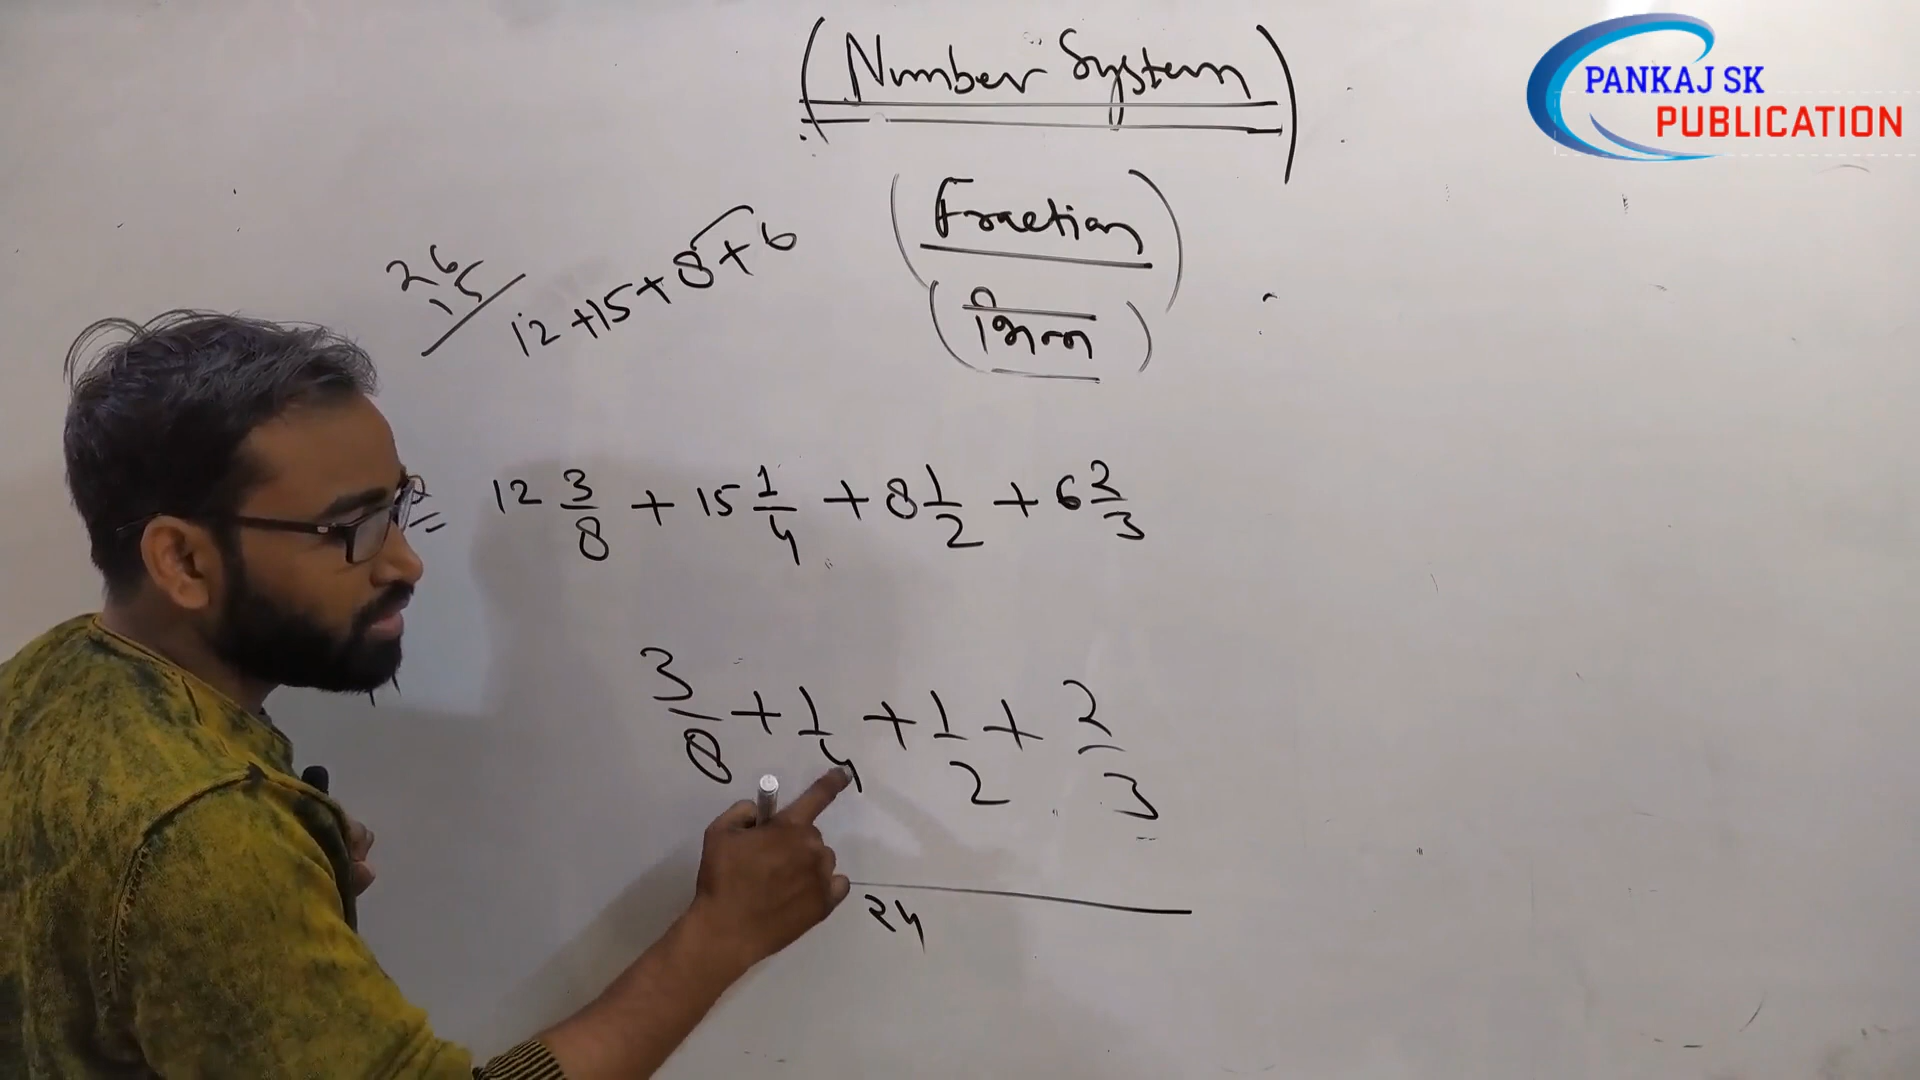 (Number System)
PANKAJ SK
PUBLICATION
(Fraction)
(भिन्न)
26
15
12 + 15 + 8 + 6
= 12 3/8 + 15 1/4 + 8 1/2 + 6 2/3
3/8 + 1/4 + 1/2 + 2/3
24